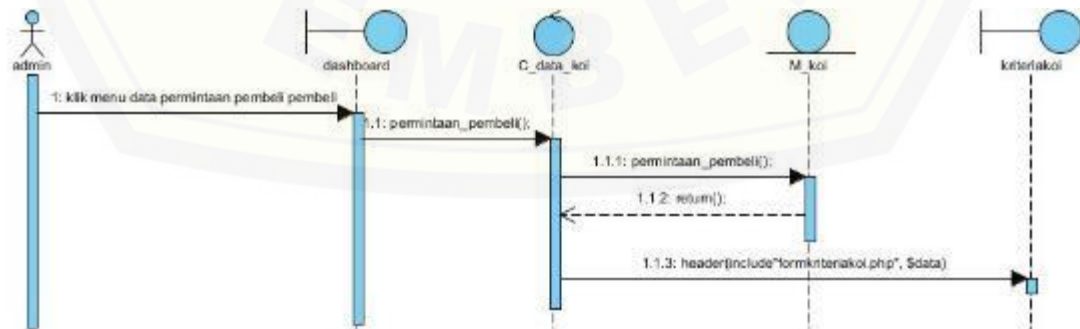 EMBE
admin
dashboard
C_data_koi
M_koi
kriteriakoi
1: klik menu data permintaan pembeli pembeli
1.1: permintaan_pembeli();
1.1.1: permintaan_pembeli();
1.1.2: return();
1.1.3: header(include"formkriteriakoi.php", $data)